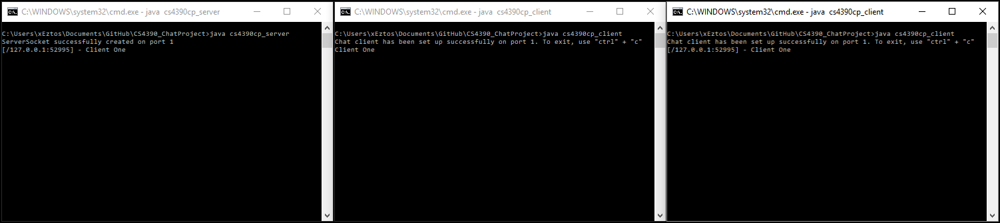 C:\WINDOWS\system32\cmd.exe - java  cs4390cp_server
C:\Users\xEztos\Documents\GitHub\CS4390_ChatProject>java cs4390cp_server
ServerSocket successfully created on port 1
[/127.0.0.1:52995] - Client One
C:\WINDOWS\system32\cmd.exe - java  cs4390cp_client
C:\Users\xEztos\Documents\GitHub\CS4390_ChatProject>java cs4390cp_client
Chat client has been set up successfully on port 1. To exit, use "ctrl" + "c"
Client One
C:\WINDOWS\system32\cmd.exe - java  cs4390cp_client
C:\Users\xEztos\Documents\GitHub\CS4390_ChatProject>java cs4390cp_client
Chat client has been set up successfully on port 1. To exit, use "ctrl" + "c"
[/127.0.0.1:52995] - Client One